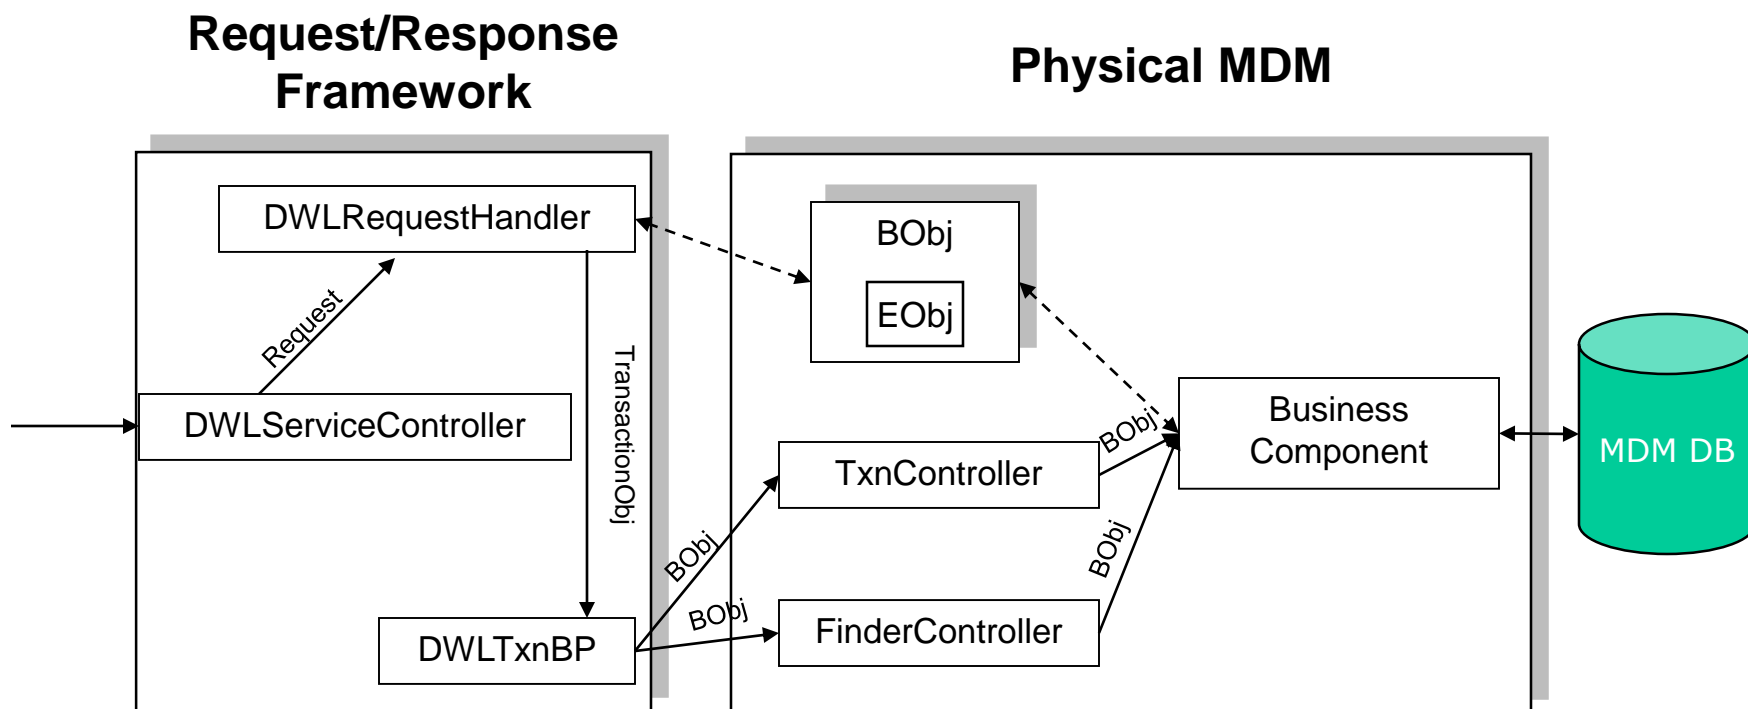 Request/Response
Framework
Physical MDM
DWLRequestHandler
BObj
EObj
Request
TransactionObj
DWLServiceController
Business
Component
MDM DB
BObj
TxnController
BObj
BObj
BObj
FinderController
DWLTxnBP